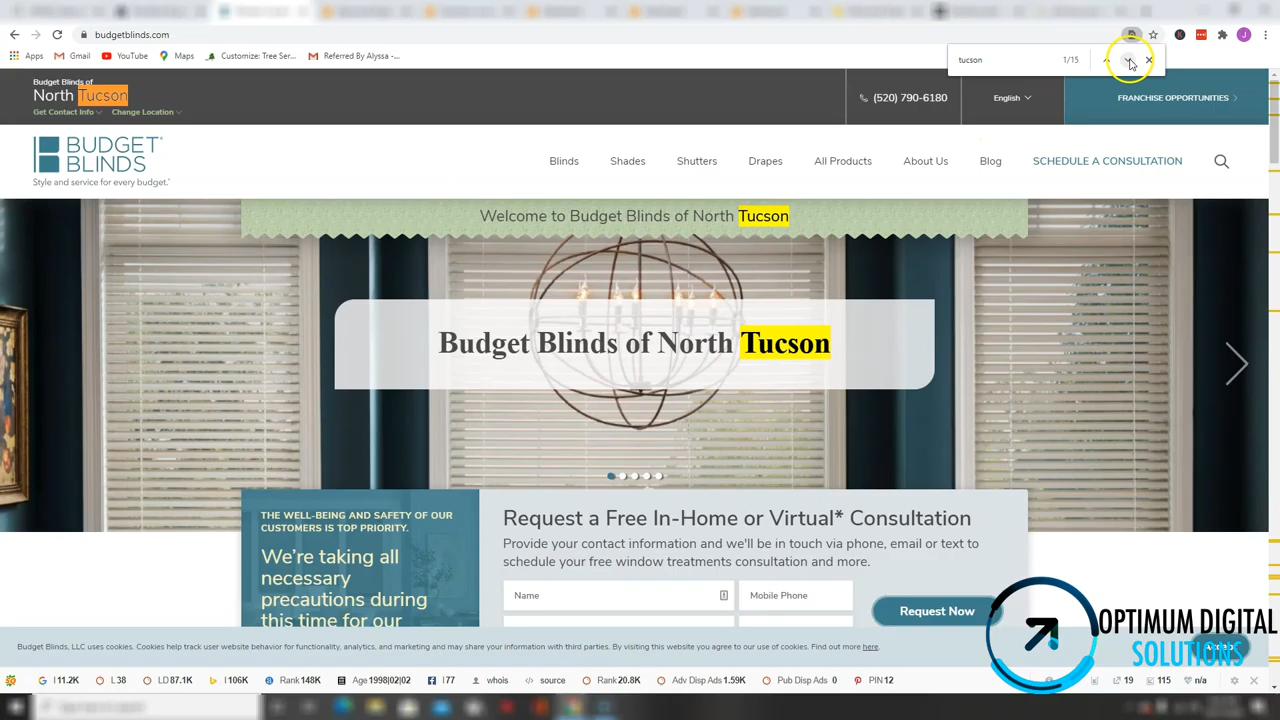 budgetblinds.com
Apps Gmail YouTube Maps Customize: Tree Ser... Referred By Alyssa -...
tucson 1/15
Budget Blinds of
North Tucson
Get Contact Info Change Location
(520) 790-6180
English
FRANCHISE OPPORTUNITIES
BUDGET
BLINDS
Style and service for every budget.®
Blinds Shades Shutters Drapes All Products About Us Blog SCHEDULE A CONSULTATION
Welcome to Budget Blinds of North Tucson
Budget Blinds of North Tucson
THE WELL-BEING AND SAFETY OF OUR
CUSTOMERS IS TOP PRIORITY.
We're taking all
necessary
precautions during
this time for our
Request a Free In-Home or Virtual* Consultation
Provide your contact information and we'll be in touch via phone, email or text to
schedule your free window treatments consultation and more.
Name Mobile Phone
Request Now
Budget Blinds, LLC uses cookies. Cookies help track user website behavior for functionality, analytics, and marketing and may share your information with third parties. By visiting this website you agree to our use of cookies. Find out more here.
OPTIMUM DIGITAL
SOLUTIONS
I 11.2K L 38 LD 87.1K I 106K Rank 148K Age 1998|02|02 I 77 whois source Rank 20.8K Adv Disp Ads 1.59K Pub Disp Ads 0 PIN 12 19 115 n/a